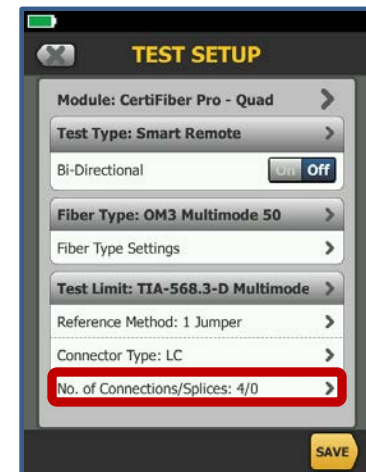 TEST SETUP
Module: CertiFiber Pro - Quad
Test Type: Smart Remote
Bi-Directional On Off
Fiber Type: OM3 Multimode 50
Fiber Type Settings
Test Limit: TIA-568.3-D Multimode
Reference Method: 1 Jumper
Connector Type: LC
No. of Connections/Splices: 4/0
SAVE